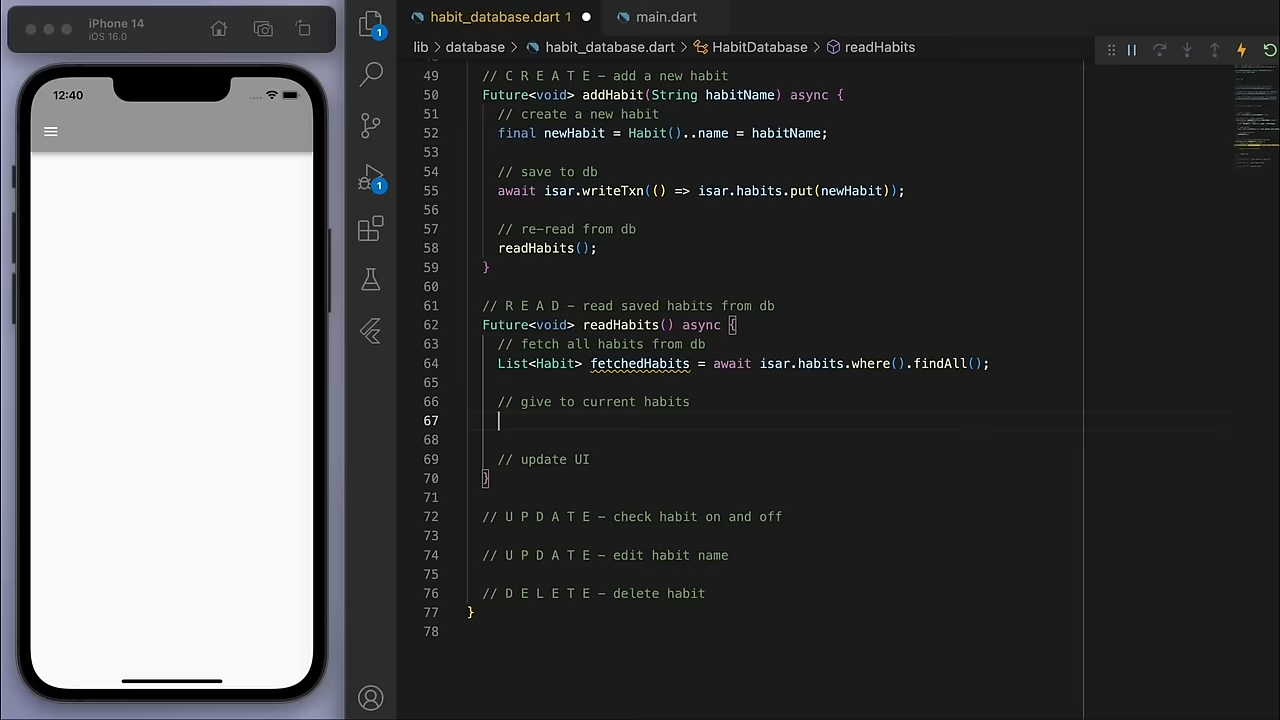 iPhone 14
iOS 16.0
12:40
1
1
habit_database.dart 1
main.dart
lib > database > habit_database.dart > HabitDatabase > readHabits
49 // C R E A T E – add a new habit
50 Future<void> addHabit(String habitName) async {
51 // create a new habit
52 final newHabit = Habit()..name = habitName;
53
54 // save to db
55 await isar.writeTxn(() => isar.habits.put(newHabit));
56
57 // re-read from db
58 readHabits();
59 }
60
61 // R E A D – read saved habits from db
62 Future<void> readHabits() async {
63 // fetch all habits from db
64 List<Habit> fetchedHabits = await isar.habits.where().findAll();
65
66 // give to current habits
67
68
69 // update UI
70 }
71
72 // U P D A T E – check habit on and off
73
74 // U P D A T E – edit habit name
75
76 // D E L E T E – delete habit
77 }
78